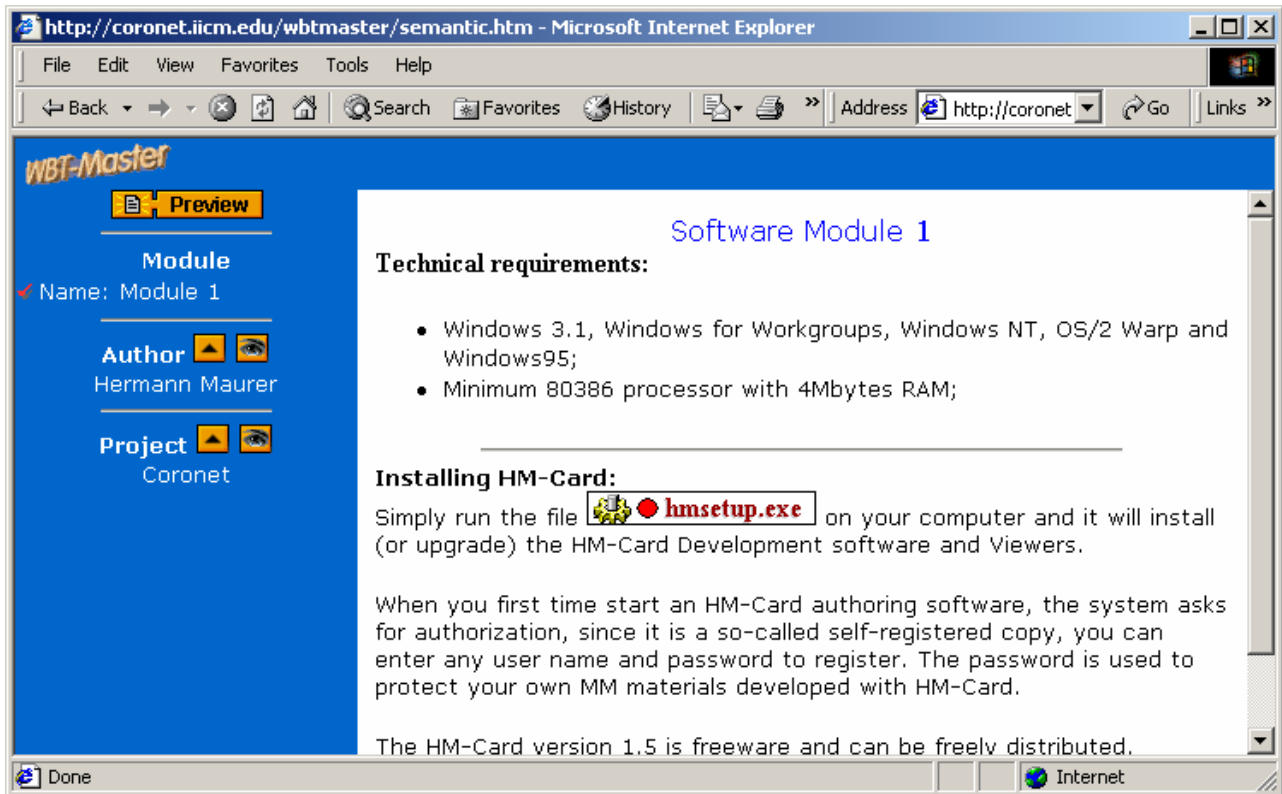 http://coronet.iicm.edu/wbtmaster/semantic.htm - Microsoft Internet Explorer
File Edit View Favorites Tools Help
Back Search Favorites History » Address http://coronet Go Links »
WBT-Master
Preview
Module
Name: Module 1
Author
Hermann Maurer
Project
Coronet
Software Module 1
Technical requirements:
• Windows 3.1, Windows for Workgroups, Windows NT, OS/2 Warp and
Windows95;
• Minimum 80386 processor with 4Mbytes RAM;
Installing HM-Card:
Simply run the file hmsetup.exe on your computer and it will install
(or upgrade) the HM-Card Development software and Viewers.
When you first time start an HM-Card authoring software, the system asks
for authorization, since it is a so-called self-registered copy, you can
enter any user name and password to register. The password is used to
protect your own MM materials developed with HM-Card.
The HM-Card version 1.5 is freeware and can be freely distributed.
Done
Internet